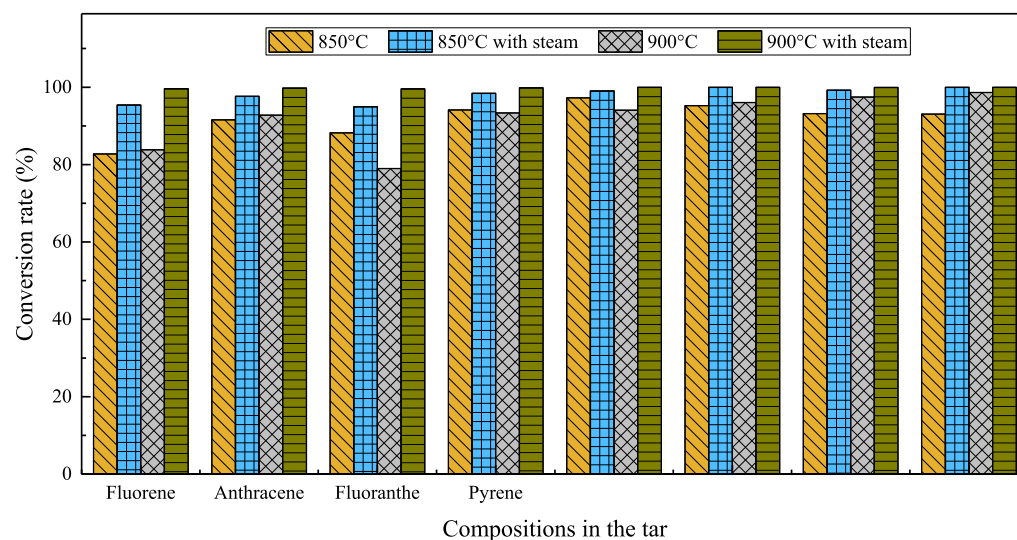 850°C 850°C with steam 900°C 900°C with steam
Conversion rate (%)
100
80
60
40
20
0
Fluorene Anthracene Fluoranthe Pyrene
Compositions in the tar